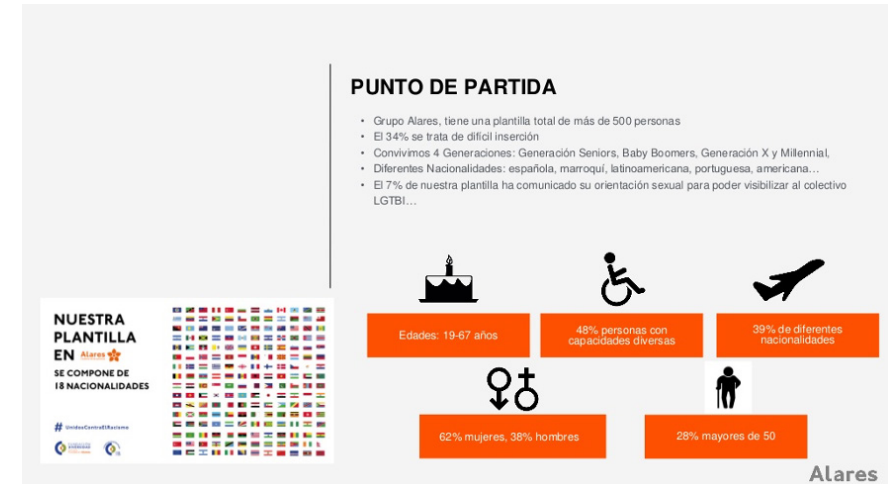 PUNTO DE PARTIDA
• Grupo Alares, tiene una plantilla total de más de 500 personas
• El 34% se trata de difícil inserción
• Convivimos 4 Generaciones: Generación Seniors, Baby Boomers, Generación X y Millennial,
• Diferentes Nacionalidades: española, marroquí, latinoamericana, portuguesa, americana…
• El 7% de nuestra plantilla ha comunicado su orientación sexual para poder visibilizar al colectivo
LGTBI…
Edades: 19-67 años
48% personas con
capacidades diversas
39% de diferentes
nacionalidades
62% mujeres, 38% hombres
28% mayores de 50
NUESTRA
PLANTILLA
EN Alares
SE COMPONE DE
18 NACIONALIDADES
# UnidosContraElRacismo
Alares